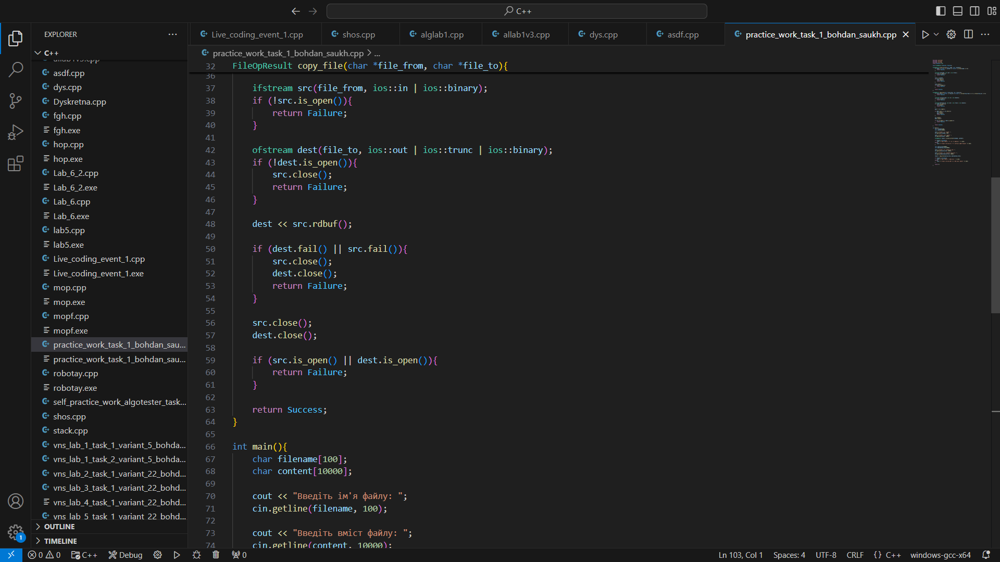 C++
EXPLORER
Live_coding_event_1.cpp
shos.cpp
alglab1.cpp
allab1v3.cpp
dys.cpp
asdf.cpp
practice_work_task_1_bohdan_saukh.cpp
C++
allab1v3.cpp
asdf.cpp
dys.cpp
Dyskretna.cpp
fgh.cpp
fgh.exe
hop.cpp
hop.exe
Lab_6_2.cpp
Lab_6_2.exe
Lab_6.cpp
Lab_6.exe
lab5.cpp
lab5.exe
Live_coding_event_1.cpp
Live_coding_event_1.exe
mop.cpp
mop.exe
mopf.cpp
mopf.exe
practice_work_task_1_bohdan_sau...
practice_work_task_1_bohdan_sau...
robotay.cpp
robotay.exe
self_practice_work_algotester_task...
shos.cpp
stack.cpp
vns_lab_1_task_1_variant_5_bohda...
vns_lab_1_task_2_variant_5_bohda...
vns_lab_2_task_1_variant_22_bohd...
vns_lab_3_task_1_variant_22_bohd...
vns_lab_4_task_1_variant_22_bohd...
vns_lab_5_task_1_variant_22_bohd...
OUTLINE
TIMELINE
practice_work_task_1_bohdan_saukh.cpp > ...
32 FileOpResult copy_file(char *file_from, char *file_to){
36
37 ifstream src(file_from, ios::in | ios::binary);
38 if (!src.is_open()){
39 return Failure;
40 }
41
42 ofstream dest(file_to, ios::out | ios::trunc | ios::binary);
43 if (!dest.is_open()){
44 src.close();
45 return Failure;
46 }
47
48 dest << src.rdbuf();
49
50 if (dest.fail() || src.fail()){
51 src.close();
52 dest.close();
53 return Failure;
54 }
55
56 src.close();
57 dest.close();
58
59 if (src.is_open() || dest.is_open()){
60 return Failure;
61 }
62
63 return Success;
64 }
65
66 int main(){
67 char filename[100];
68 char content[10000];
69
70 cout << "Введіть ім'я файлу: ";
71 cin.getline(filename, 100);
72
73 cout << "Введіть вміст файлу: ";
74 cin.getline(content, 10000);
1
0 0 C++ Debug 0 Ln 103, Col 1 Spaces: 4 UTF-8 CRLF {} C++ windows-gcc-x64